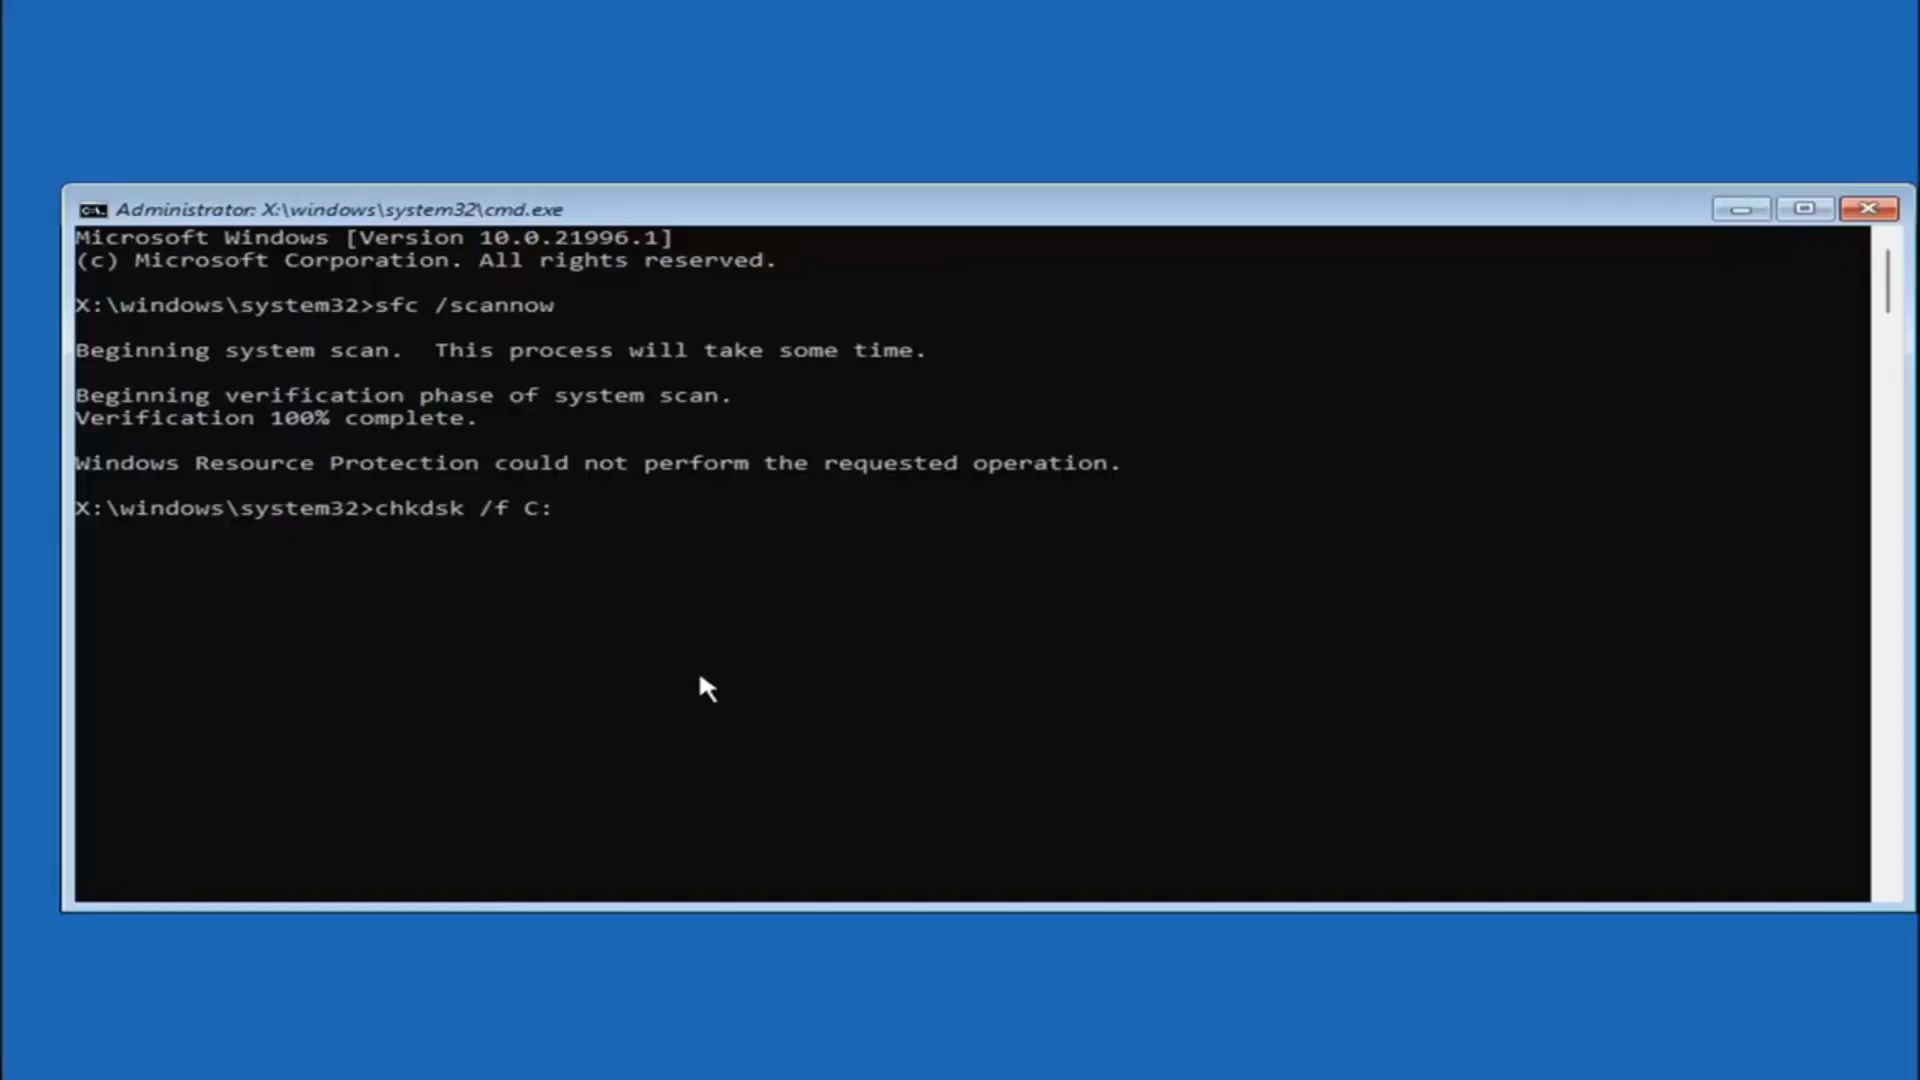 Administrator: X:\windows\system32\cmd.exe
Microsoft Windows [Version 10.0.21996.1]
(c) Microsoft Corporation. All rights reserved.
X:\windows\system32>sfc /scannow
Beginning system scan.  This process will take some time.
Beginning verification phase of system scan.
Verification 100% complete.
Windows Resource Protection could not perform the requested operation.
X:\windows\system32>chkdsk /f C: